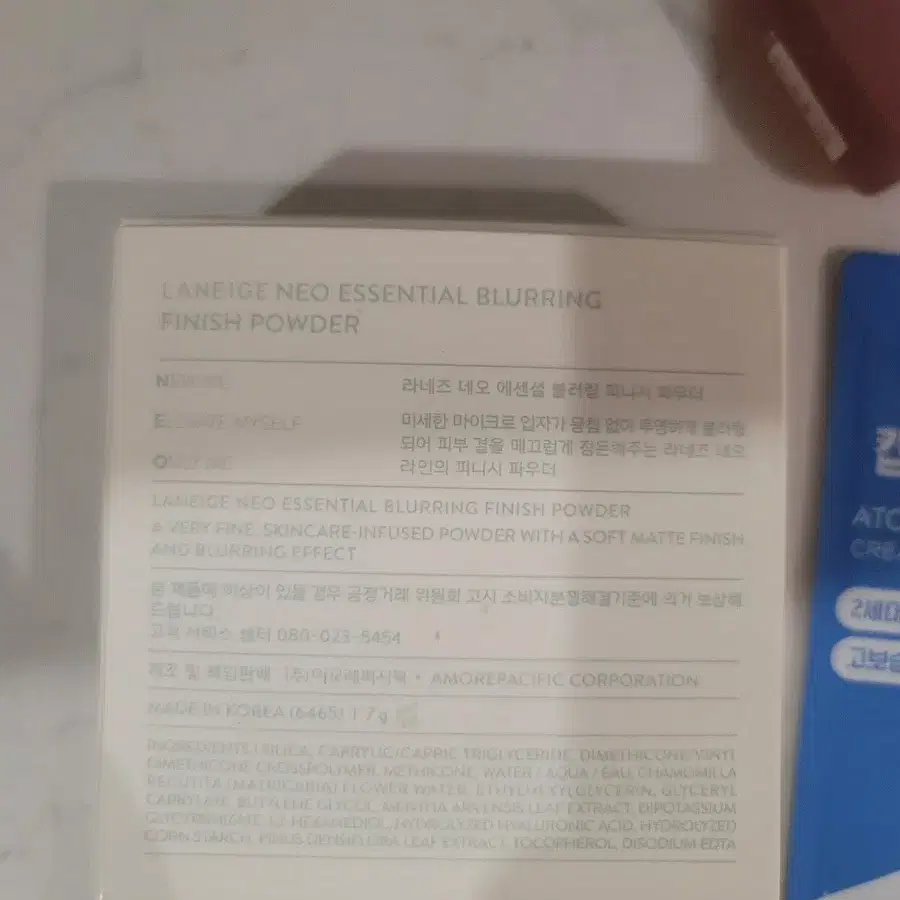 LANEIGE NEO ESSENTIAL BLURRING
FINISH POWDER
라네즈 네오 에센셜 블러링 피니시 파우더
미세한 마이크로 입자가 뭉침 없이 투명하게 블러링
되어 피부 결을 매끄럽게 정돈해주는 라네즈 네오
라인의 피니시 파우더
LANEIGE NEO ESSENTIAL BLURRING FINISH POWDER
A VERY FINE, SKINCARE-INFUSED POWDER WITH A SOFT MATTE FINISH
AND BLURRING EFFECT
본 제품에 이상이 있을 경우 공정거래 위원회 고시 소비자분쟁해결기준에 의거 보상해
드립니다.
고객 서비스 센터 080-023-5454
제조 및 책임판매 (주)아모레퍼시픽 • AMOREPACIFIC CORPORATION
MADE IN KOREA (6465) 1 7g
INGREDIENTS / SILICA, CAPRYLIC/CAPRIC TRIGLYCERIDE, DIMETHICONE/VINYL
DIMETHICONE CROSSPOLYMER, METHICONE, WATER / AQUA / EAU, CHAMOMILLA
RECUTITA (MATRICARIA) FLOWER WATER, ETHYLHEXYLGLYCERIN, GLYCERYL
CAPRYLATE, BUTYLENE GLYCOL, MENTHA ARVENSIS LEAF EXTRACT, DIPOTASSIUM
GLYCYRRHIZATE, 1,2-HEXANEDIOL, HYDROLYZED HYALURONIC ACID, HYDROLYZED
CORN STARCH, PINUS DENSIFLORA LEAF EXTRACT, TOCOPHEROL, DISODIUM EDTA
ATO
CREA
2세대
고보습